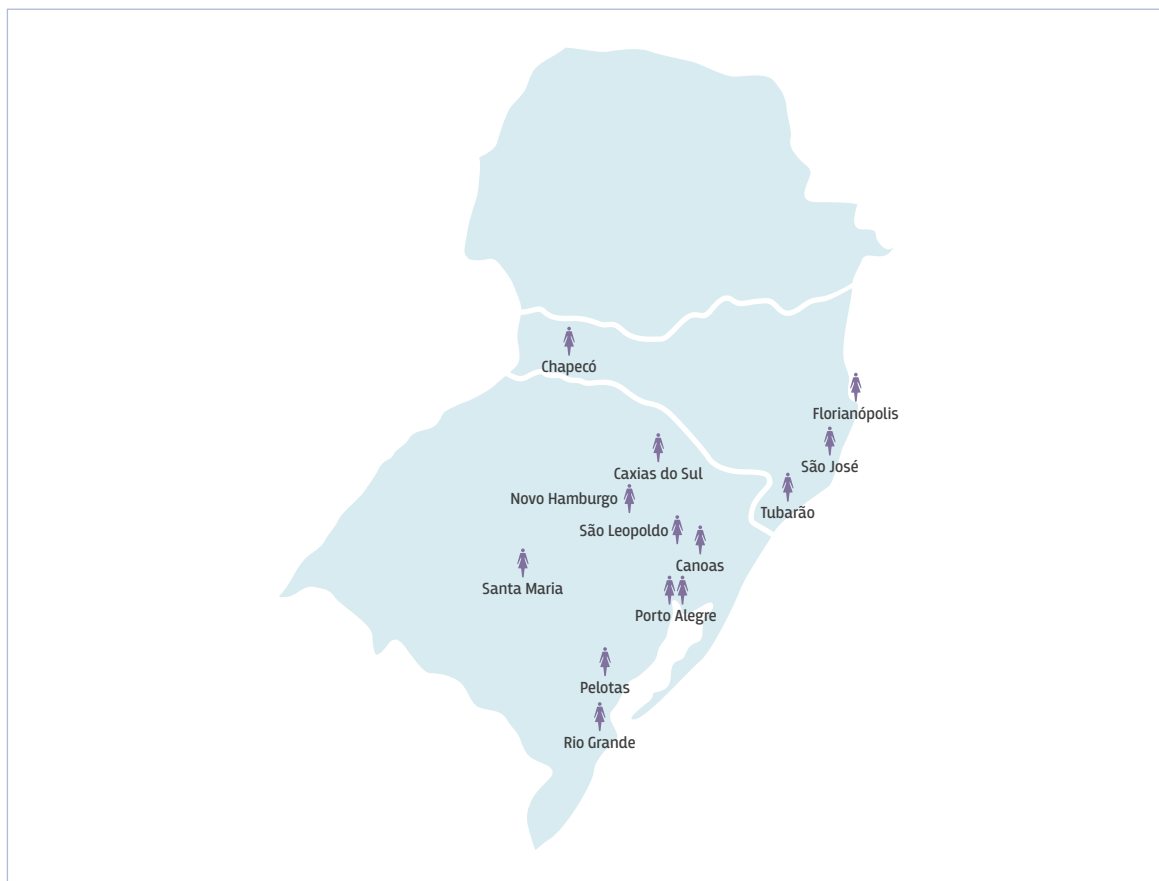 Chapecó
Florianópolis
São José
Caxias do Sul
Novo Hamburgo
Tubarão
São Leopoldo
Canoas
Santa Maria
Porto Alegre
Pelotas
Rio Grande